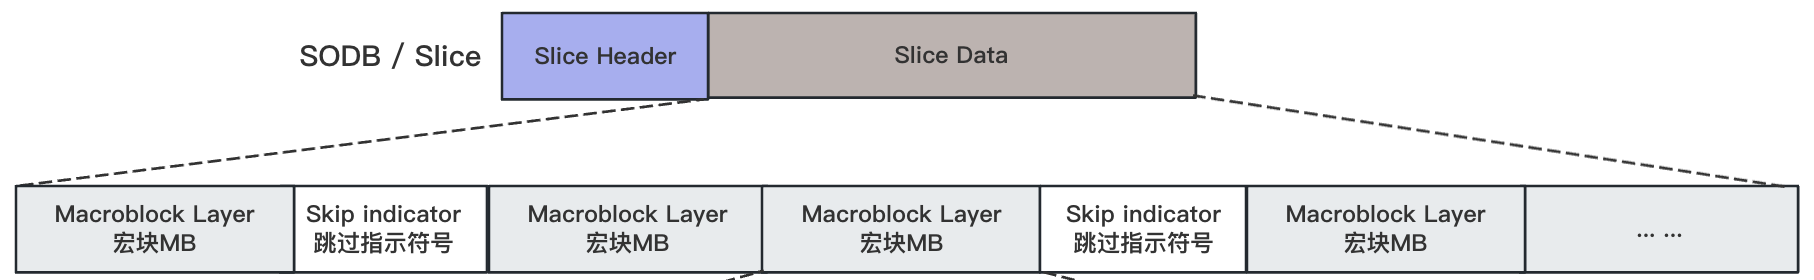 SODB / Slice
Slice Header
Slice Data
Macroblock Layer
宏块MB
Skip indicator
跳过指示符号
Macroblock Layer
宏块MB
Macroblock Layer
宏块MB
Skip indicator
跳过指示符号
Macroblock Layer
宏块MB
... ...